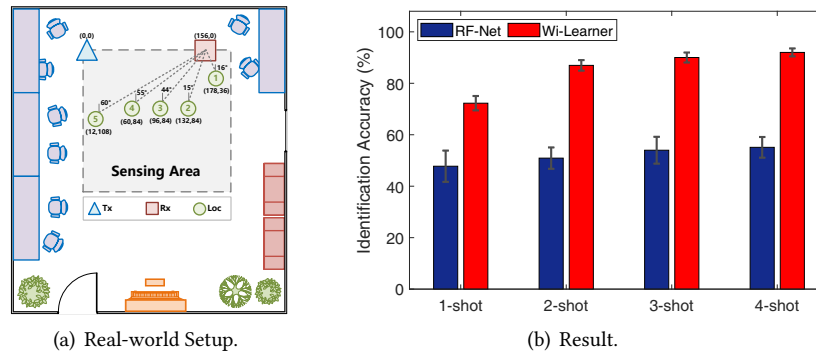 (0,0)
(156,0)
16°
1
(178,36)
60°
55°
44°
15°
5
4
3
2
(12,108)
(60,84)
(96,84)
(132,84)
Sensing Area
Tx
Rx
Loc
(a) Real-world Setup.
RF-Net
Wi-Learner
Identification Accuracy (%)
100
80
60
40
20
0
1-shot
2-shot
3-shot
4-shot
(b) Result.